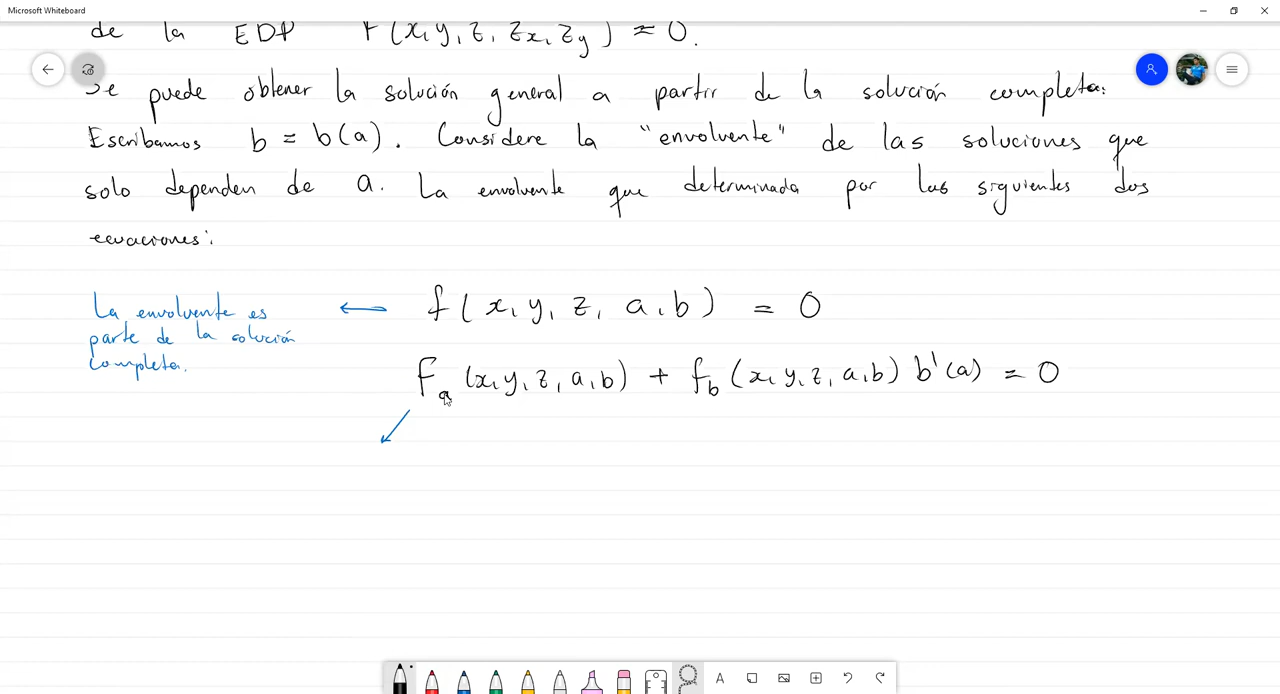 Microsoft Whiteboard
de la EDP F(x,y,z,zx,zy) = 0.
Se puede obtener la solución general a partir de la solución completa:
Escribamos b = b(a). Considere la "envolvente" de las soluciones que
solo dependen de a. La envolvente que determinada por las siguientes dos
ecuaciones:
La envolvente es
parte de la solución
completa.
← f(x,y,z,a,b) = 0
fa(x,y,z,a,b) + fb(x,y,z,a,b) b'(a) = 0
A